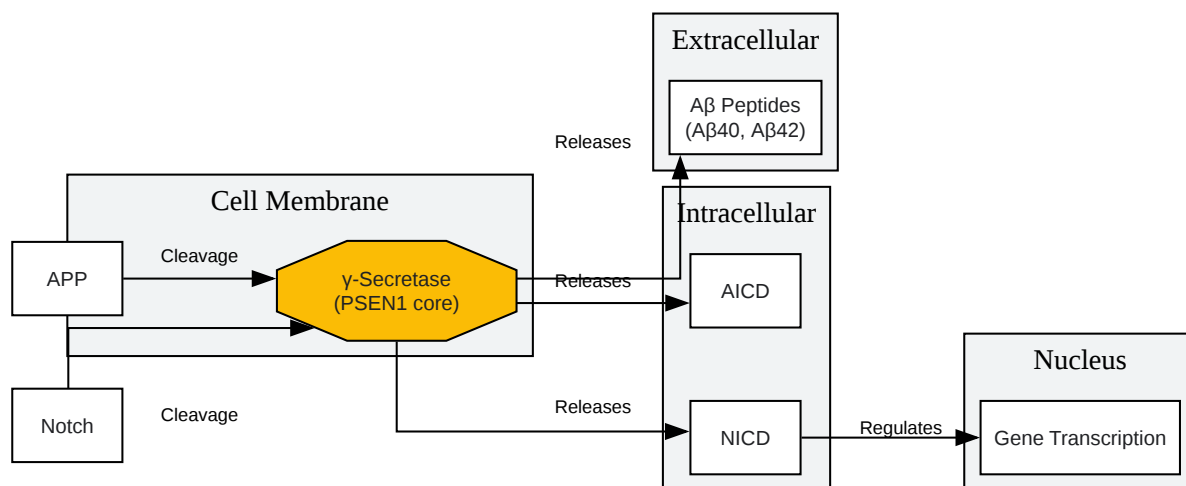 Extracellular
Aβ Peptides
(Aβ40, Aβ42)
Releases
Cell Membrane
Intracellular
Cleavage
APP
γ-Secretase
(PSEN1 core)
Releases
AICD
Nucleus
Notch
Cleavage
Releases
NICD
Regulates
Gene Transcription